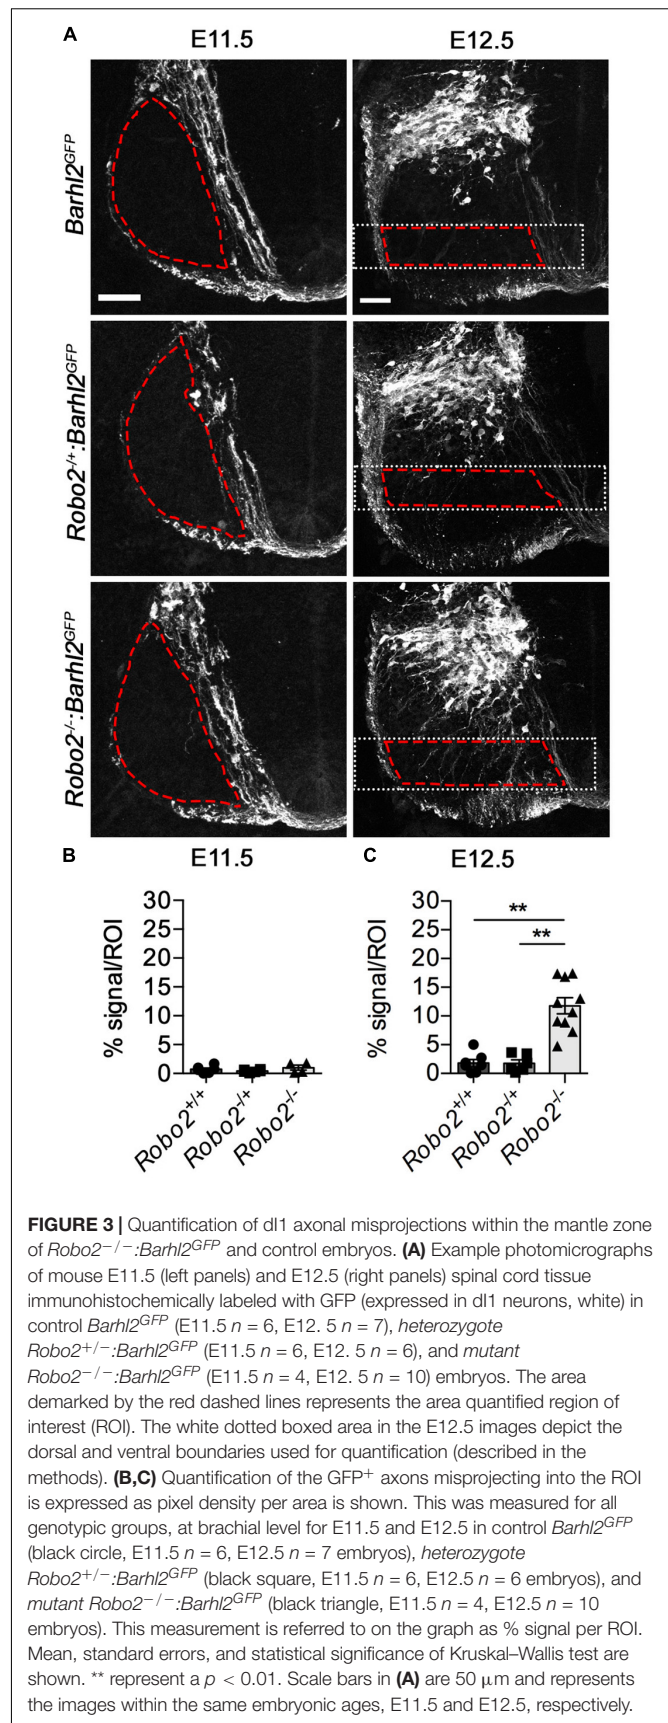 A
E11.5
E12.5
Barhl2GFP
Robo2-/+:Barhl2GFP
Robo2-/-:Barhl2GFP
B
E11.5
C
E12.5
% signal/ROI
30
25
20
15
10
5
0
Robo2+/+
Robo2-/+
Robo2-/-
% signal/ROI
30
25
20
15
10
5
0
**
**
Robo2+/+
Robo2-/+
Robo2-/-
FIGURE 3 | Quantification of dI1 axonal misprojections within the mantle zone
of Robo2−/−:Barhl2GFP and control embryos. (A) Example photomicrographs
of mouse E11.5 (left panels) and E12.5 (right panels) spinal cord tissue
immunohistochemically labeled with GFP (expressed in dI1 neurons, white) in
control Barhl2GFP (E11.5 n = 6, E12. 5 n = 7), heterozygote
Robo2+/−:Barhl2GFP (E11.5 n = 6, E12. 5 n = 6), and mutant
Robo2−/−:Barhl2GFP (E11.5 n = 4, E12. 5 n = 10) embryos. The area
demarked by the red dashed lines represents the area quantified region of
interest (ROI). The white dotted boxed area in the E12.5 images depict the
dorsal and ventral boundaries used for quantification (described in the
methods). (B,C) Quantification of the GFP+ axons misprojecting into the ROI
is expressed as pixel density per area is shown. This was measured for all
genotypic groups, at brachial level for E11.5 and E12.5 in control Barhl2GFP
(black circle, E11.5 n = 6, E12.5 n = 7 embryos), heterozygote
Robo2+/−:Barhl2GFP (black square, E11.5 n = 6, E12.5 n = 6 embryos), and
mutant Robo2−/−:Barhl2GFP (black triangle, E11.5 n = 4, E12.5 n = 10
embryos). This measurement is referred to on the graph as % signal per ROI.
Mean, standard errors, and statistical significance of Kruskal–Wallis test are
shown. ** represent a p < 0.01. Scale bars in (A) are 50 μm and represents
the images within the same embryonic ages, E11.5 and E12.5, respectively.